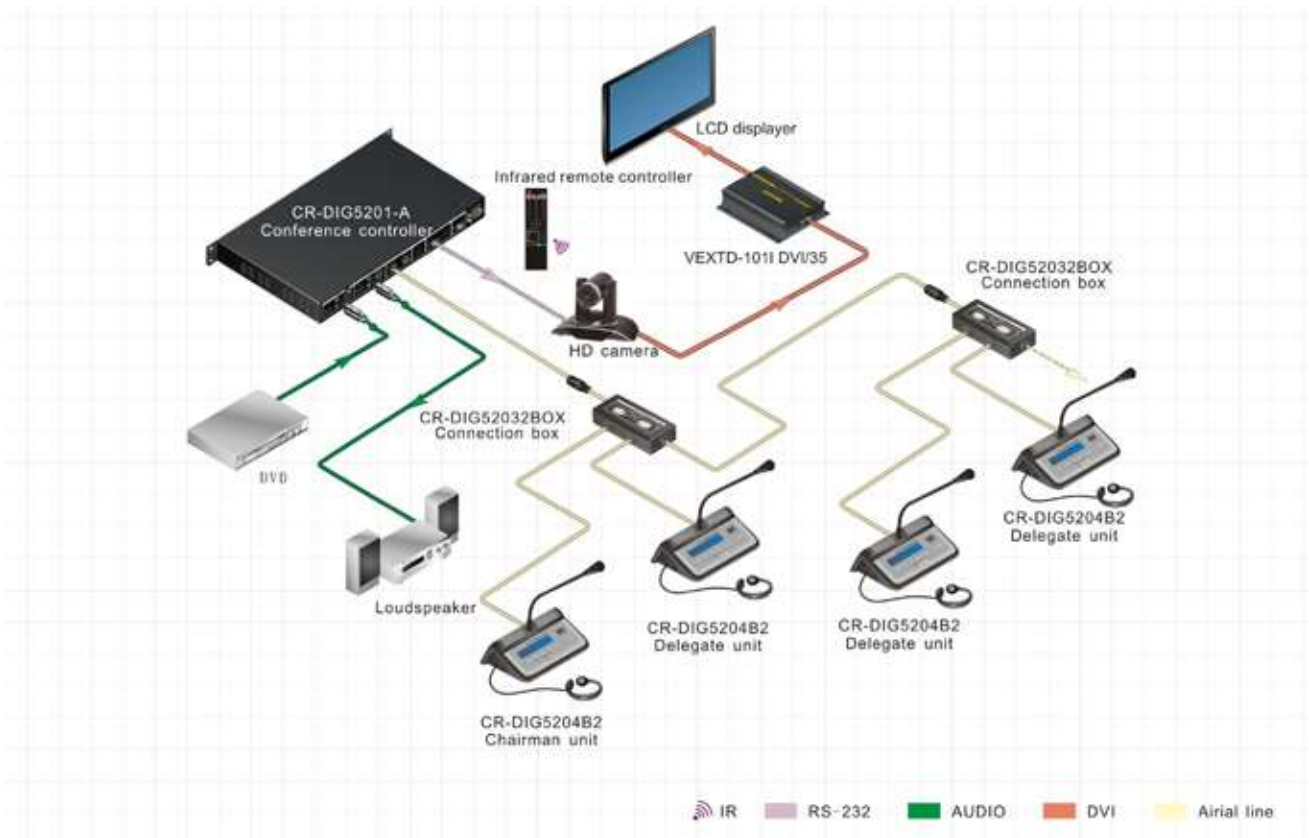 LCD displayer
Infrared remote controller
CR-DIG5201-A
Conference controller
VEXTD-101I DVI/35
CR-DIG52032BOX
Connection box
HD camera
CR-DIG52032BOX
Connection box
DVD
CR-DIG5204B2
Delegate unit
Loudspeaker
CR-DIG5204B2
Delegate unit
CR-DIG5204B2
Delegate unit
CR-DIG5204B2
Chairman unit
IR
RS-232
AUDIO
DVI
Airial line